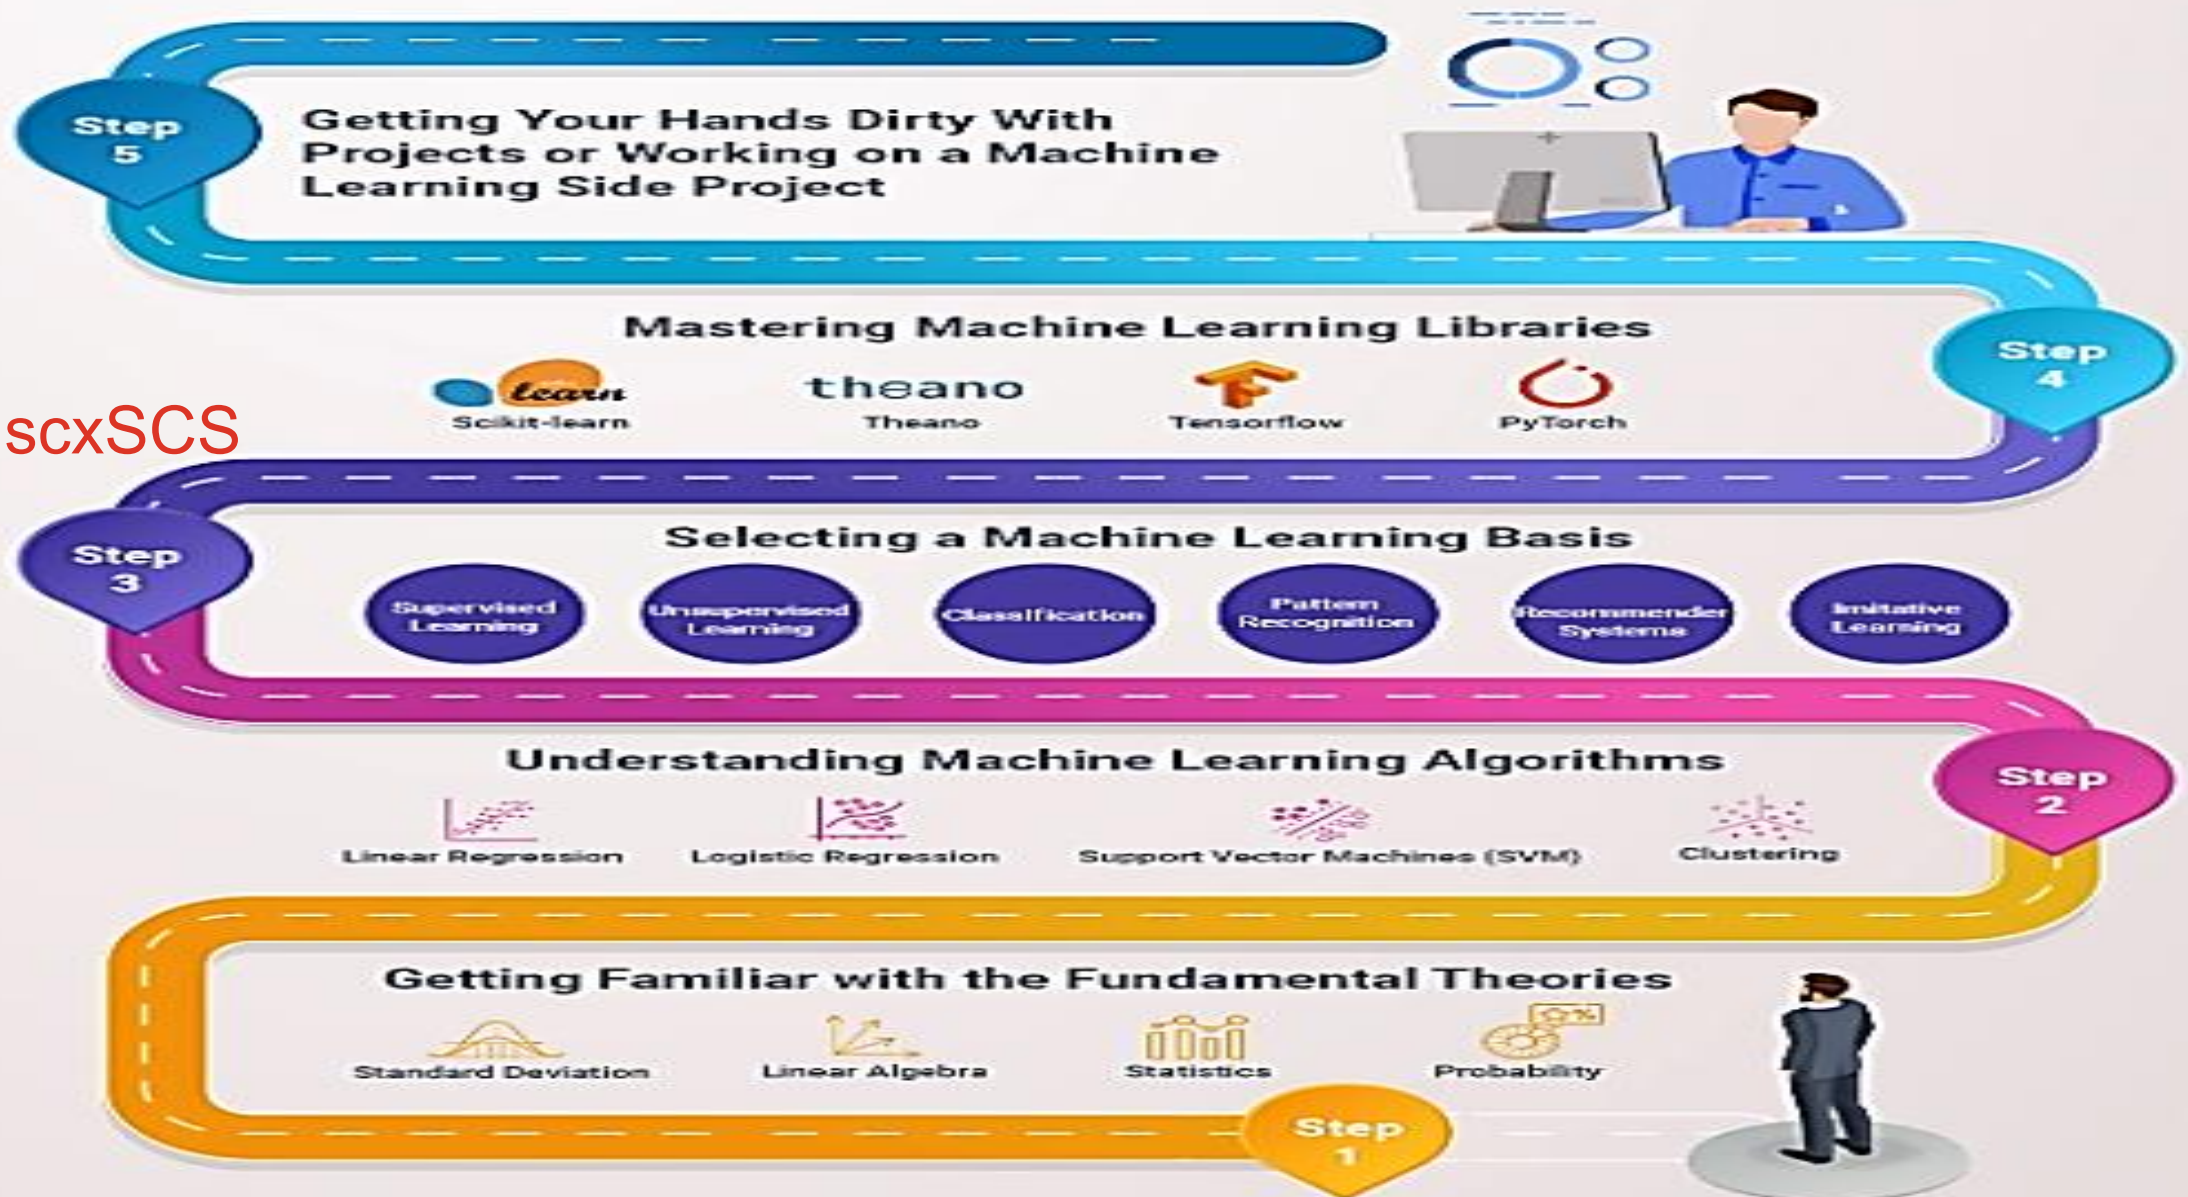 Step
5
Getting Your Hands Dirty With
Projects or Working on a Machine
Learning Side Project
Mastering Machine Learning Libraries
Step
4
learn
theano
Scikit-learn
Theano
Tensorflow
PyTorch
scxSCS
Step
3
Selecting a Machine Learning Basis
Supervised
Learning
Unsupervised
Learning
Classification
Pattern
Recognition
Recommender
Systems
Imitative
Learning
Understanding Machine Learning Algorithms
Step
2
Linear Regression
Logistic Regression
Support Vector Machines (SVM)
Clustering
Getting Familiar with the Fundamental Theories
%
Standard Deviation
Linear Algebra
Statistics
Probability
Step
1